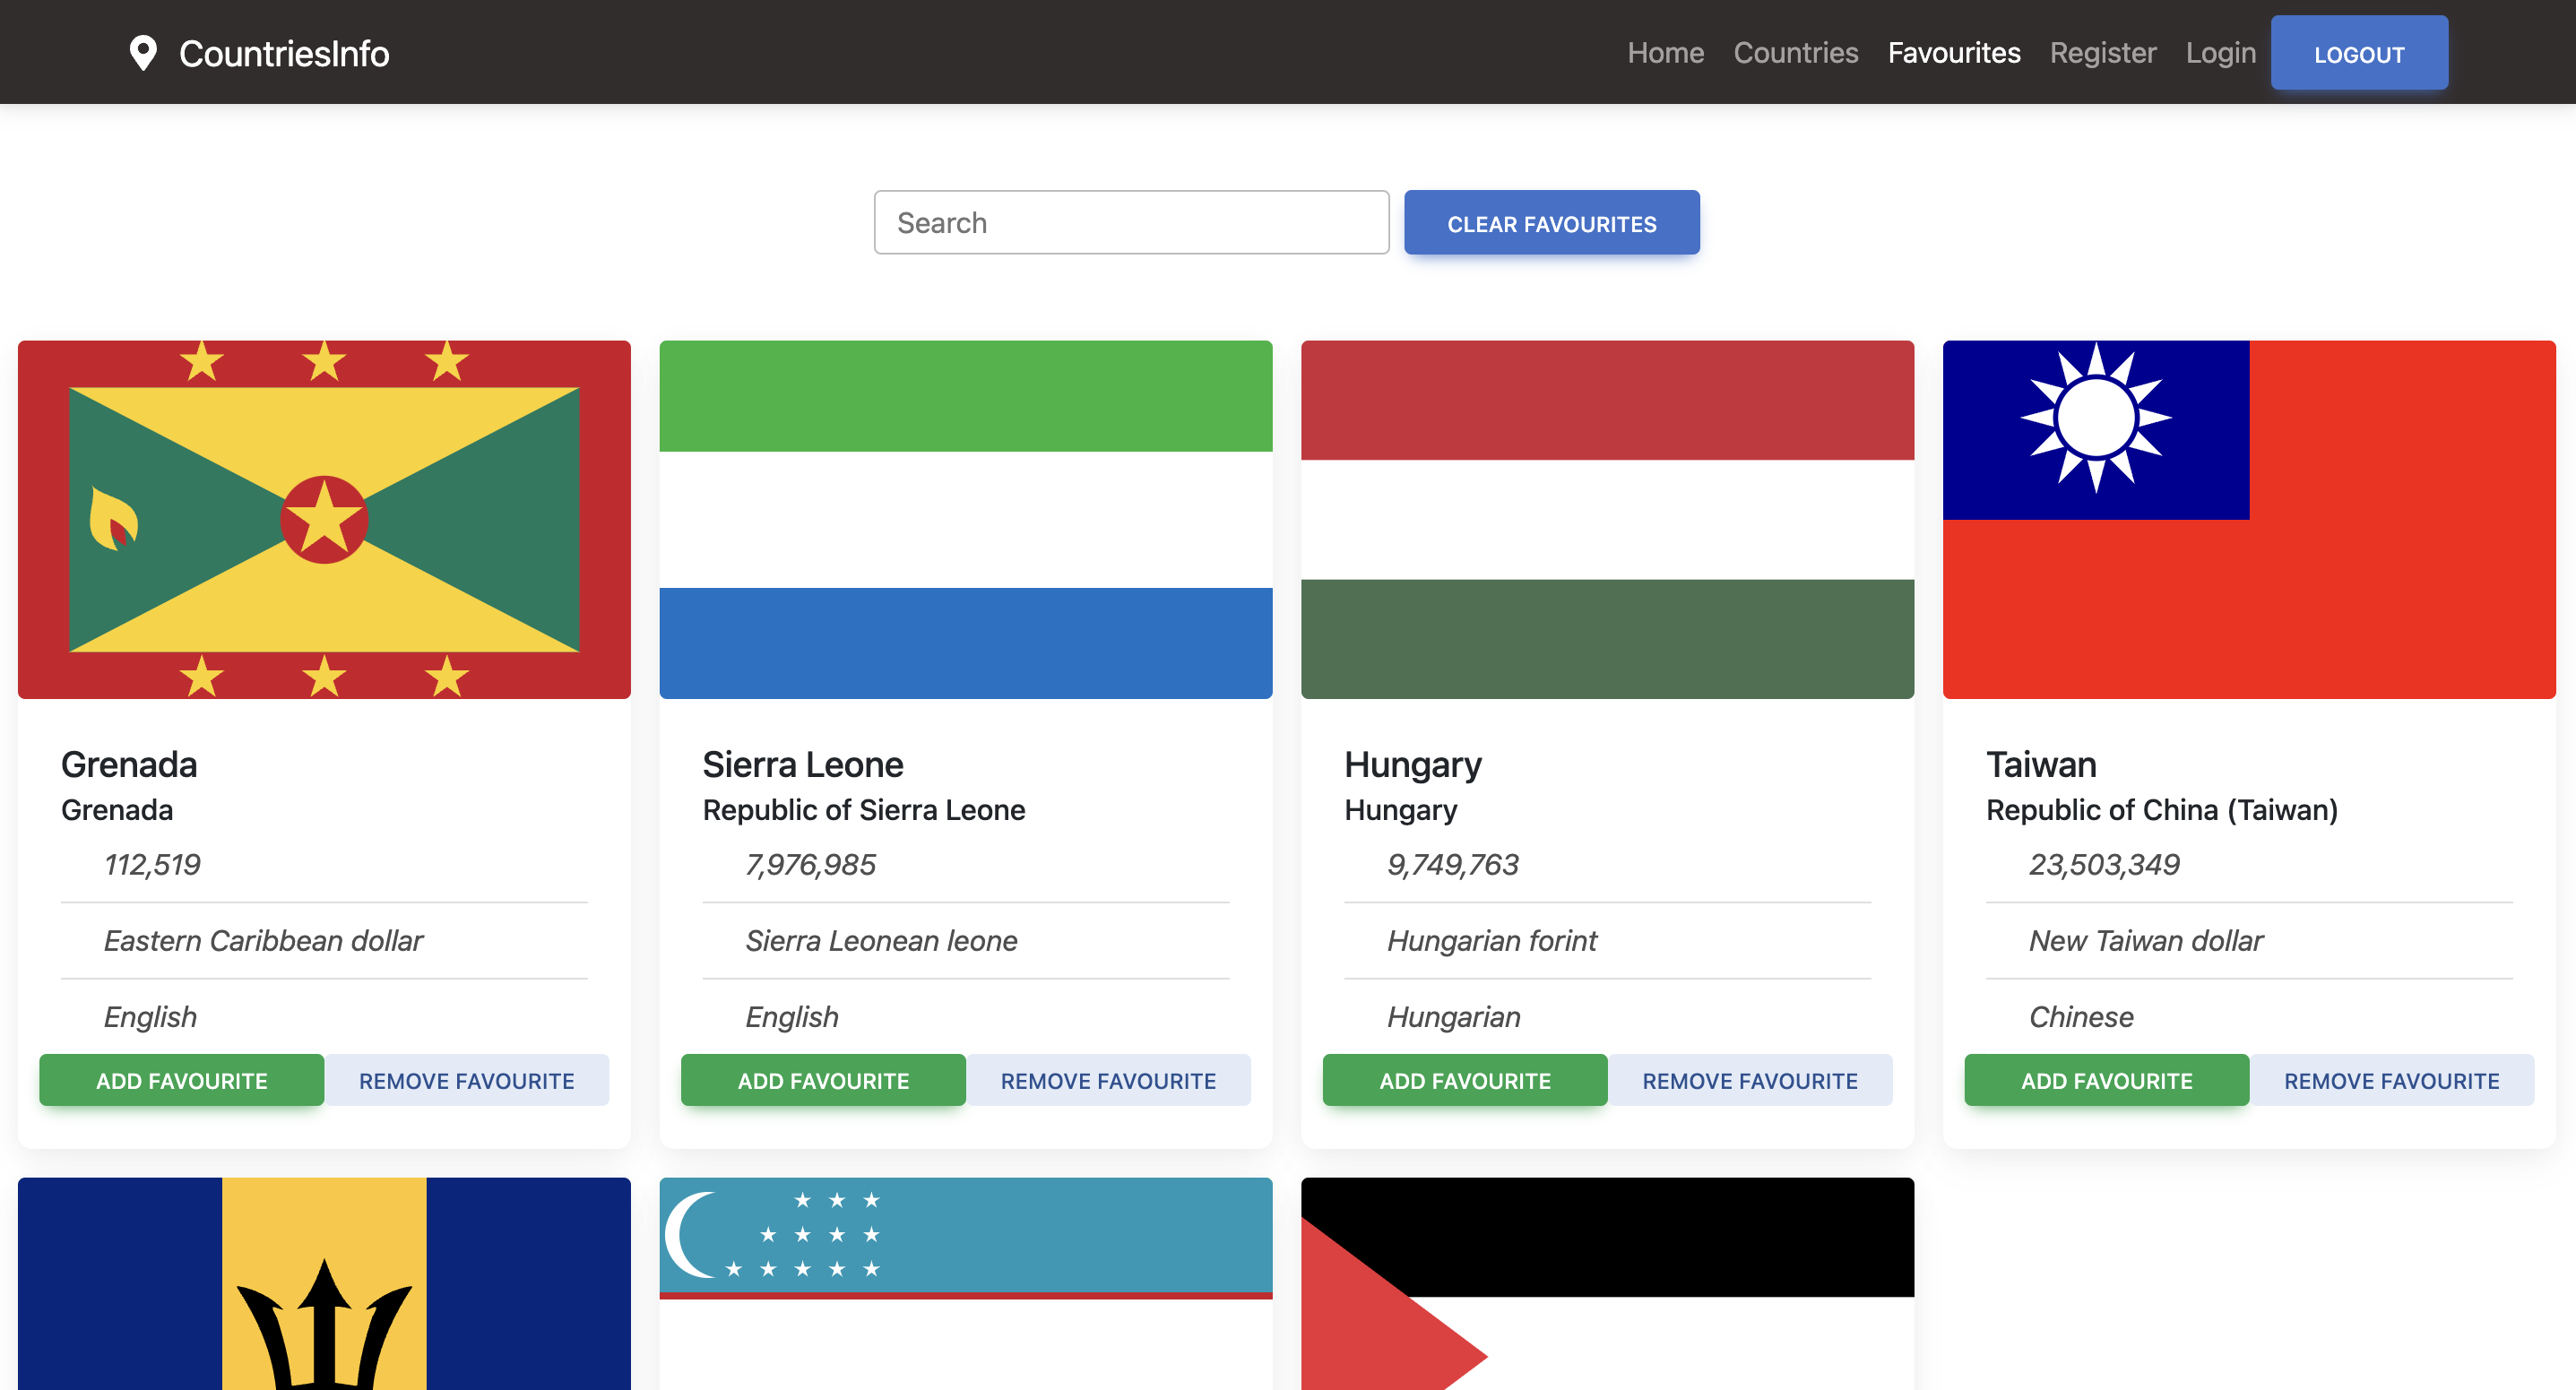 CountriesInfo
Home Countries Favourites Register Login LOGOUT
Search
CLEAR FAVOURITES
Grenada
Grenada
112,519
Eastern Caribbean dollar
English
ADD FAVOURITE REMOVE FAVOURITE
Sierra Leone
Republic of Sierra Leone
7,976,985
Sierra Leonean leone
English
ADD FAVOURITE REMOVE FAVOURITE
Hungary
Hungary
9,749,763
Hungarian forint
Hungarian
ADD FAVOURITE REMOVE FAVOURITE
Taiwan
Republic of China (Taiwan)
23,503,349
New Taiwan dollar
Chinese
ADD FAVOURITE REMOVE FAVOURITE